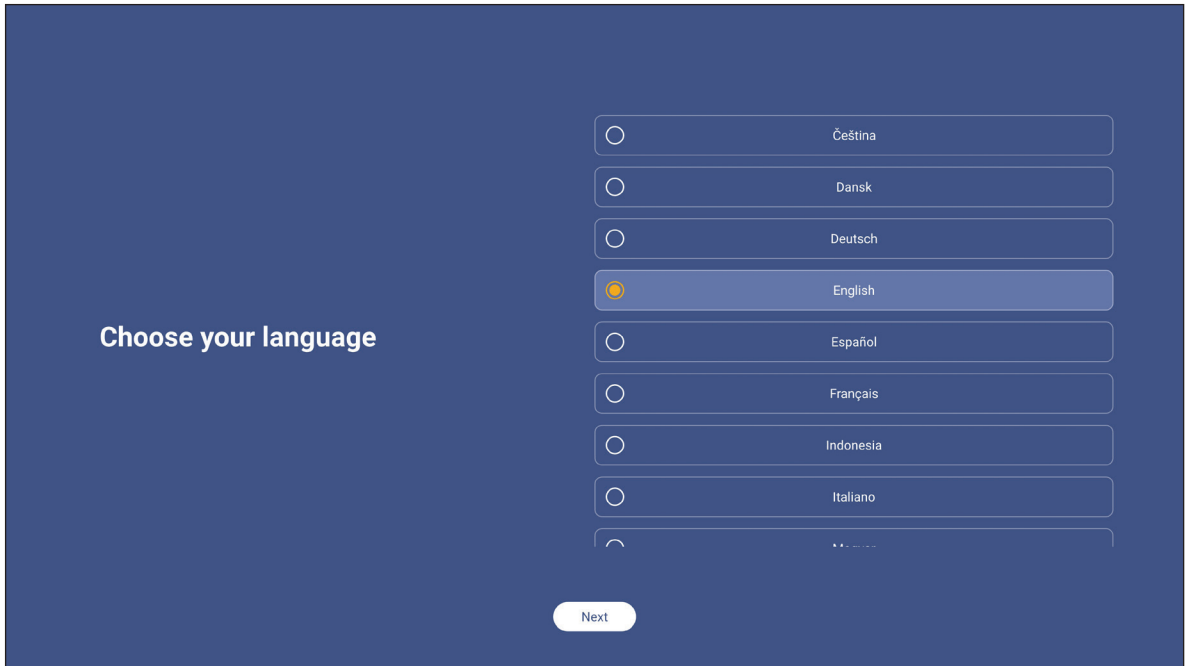 Choose your language
Čeština
Dansk
Deutsch
English
Español
Français
Indonesia
Italiano
Next